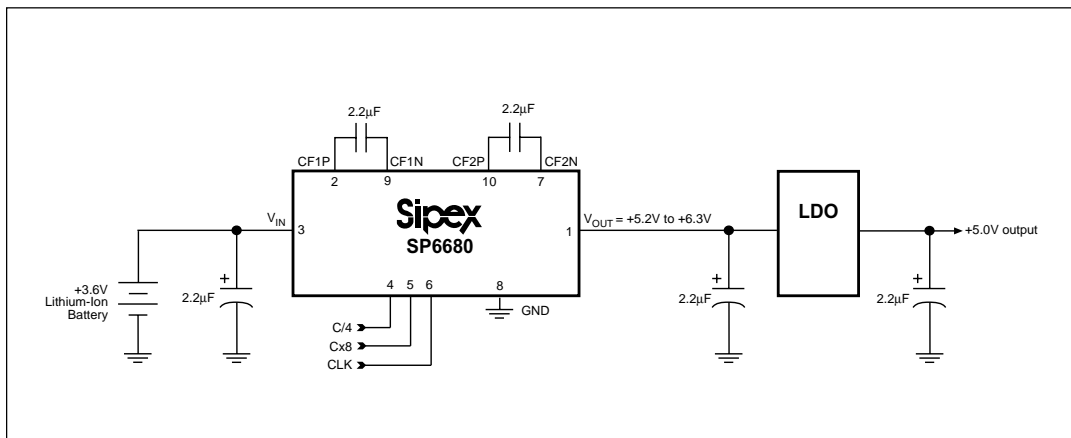 2.2µF
2.2µF
CF1P
CF1N
CF2P
CF2N
2
9
10
7
V_IN
3
Sipex
SP6680
1
V_OUT = +5.2V to +6.3V
LDO
+5.0V output
+3.6V
Lithium-Ion
Battery
+
2.2µF
4
5
6
8
GND
C/4
Cx8
CLK
+
2.2µF
+
2.2µF